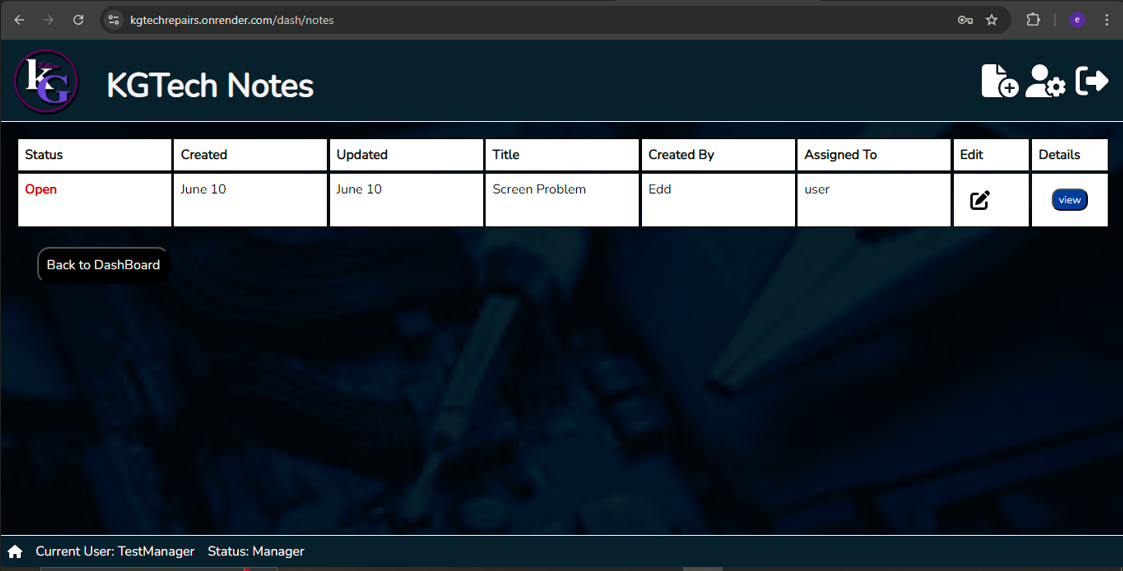 kgtechrepairs.onrender.com/dash/notes
e
KG
KGTech Notes
Status Created Updated Title Created By Assigned To Edit Details
Open June 10 June 10 Screen Problem Edd user view
Back to DashBoard
Current User: TestManager Status: Manager